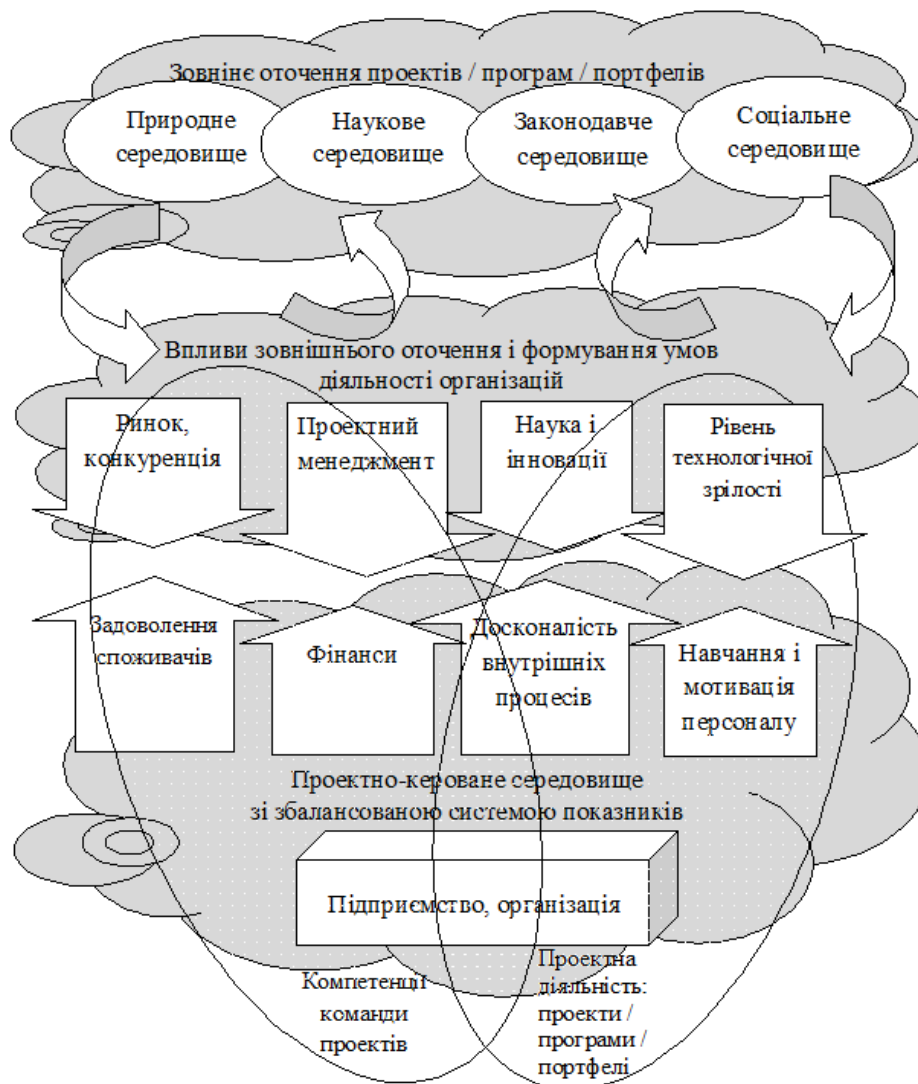 Зовнінє оточення проектів / програм / портфелів
Природне
середовище
Наукове
середовище
Законодавче
середовище
Соціальне
середовище
Впливи зовнішнього оточення і формування умов
діяльності організацій
Ринок,
конкуренція
Проектний
менеджмент
Наука і
інновації
Рівень
технологічної
зрілості
Задоволення
споживачів
Фінанси
Досконалість
внутрішніх
процесів
Навчання і
мотивація
персоналу
Проектно-кероване середовище
зі збалансованою системою показників
Підприємство, організація
Компетенції
команди
проектів
Проектна
діяльність:
проекти /
програми /
портфелі